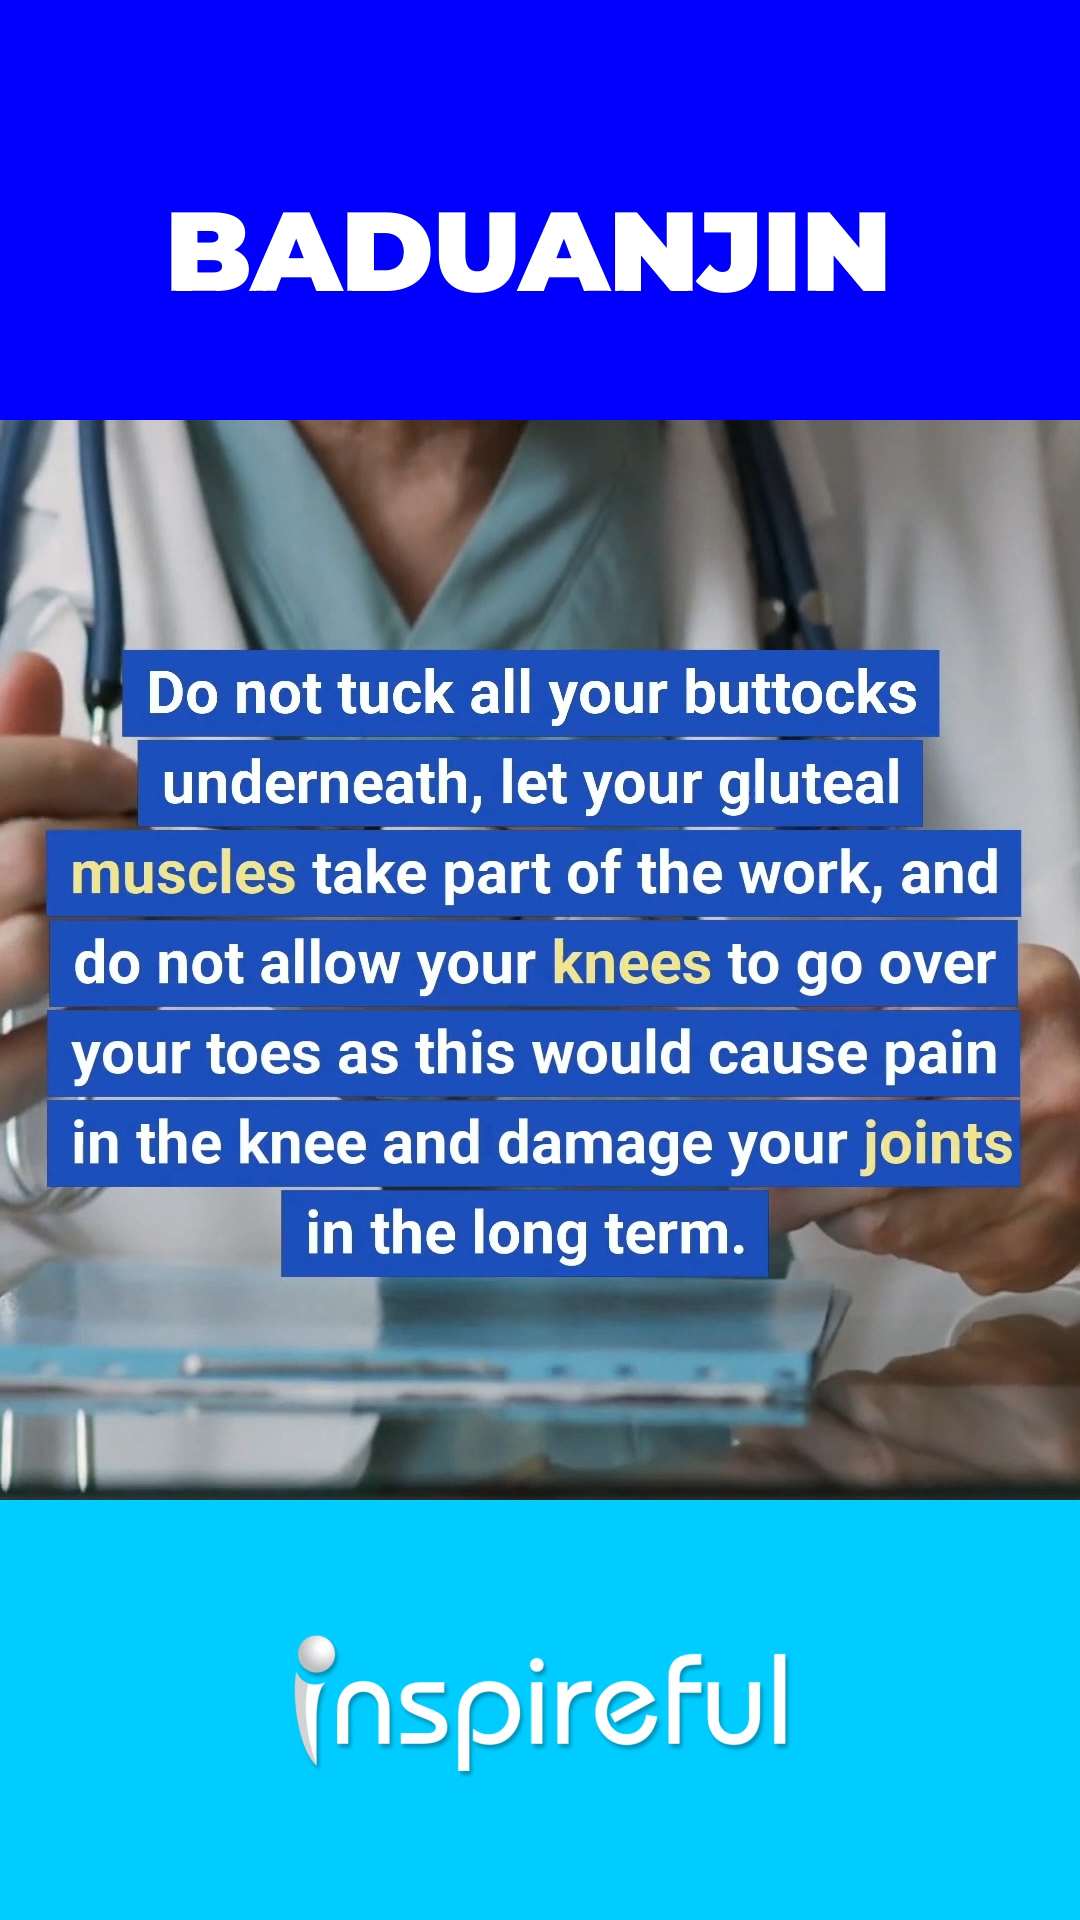 BADUANJIN
Do not tuck all your buttocks
underneath, let your gluteal
muscles take part of the work, and
do not allow your knees to go over
your toes as this would cause pain
in the knee and damage your joints
in the long term.
inspireful